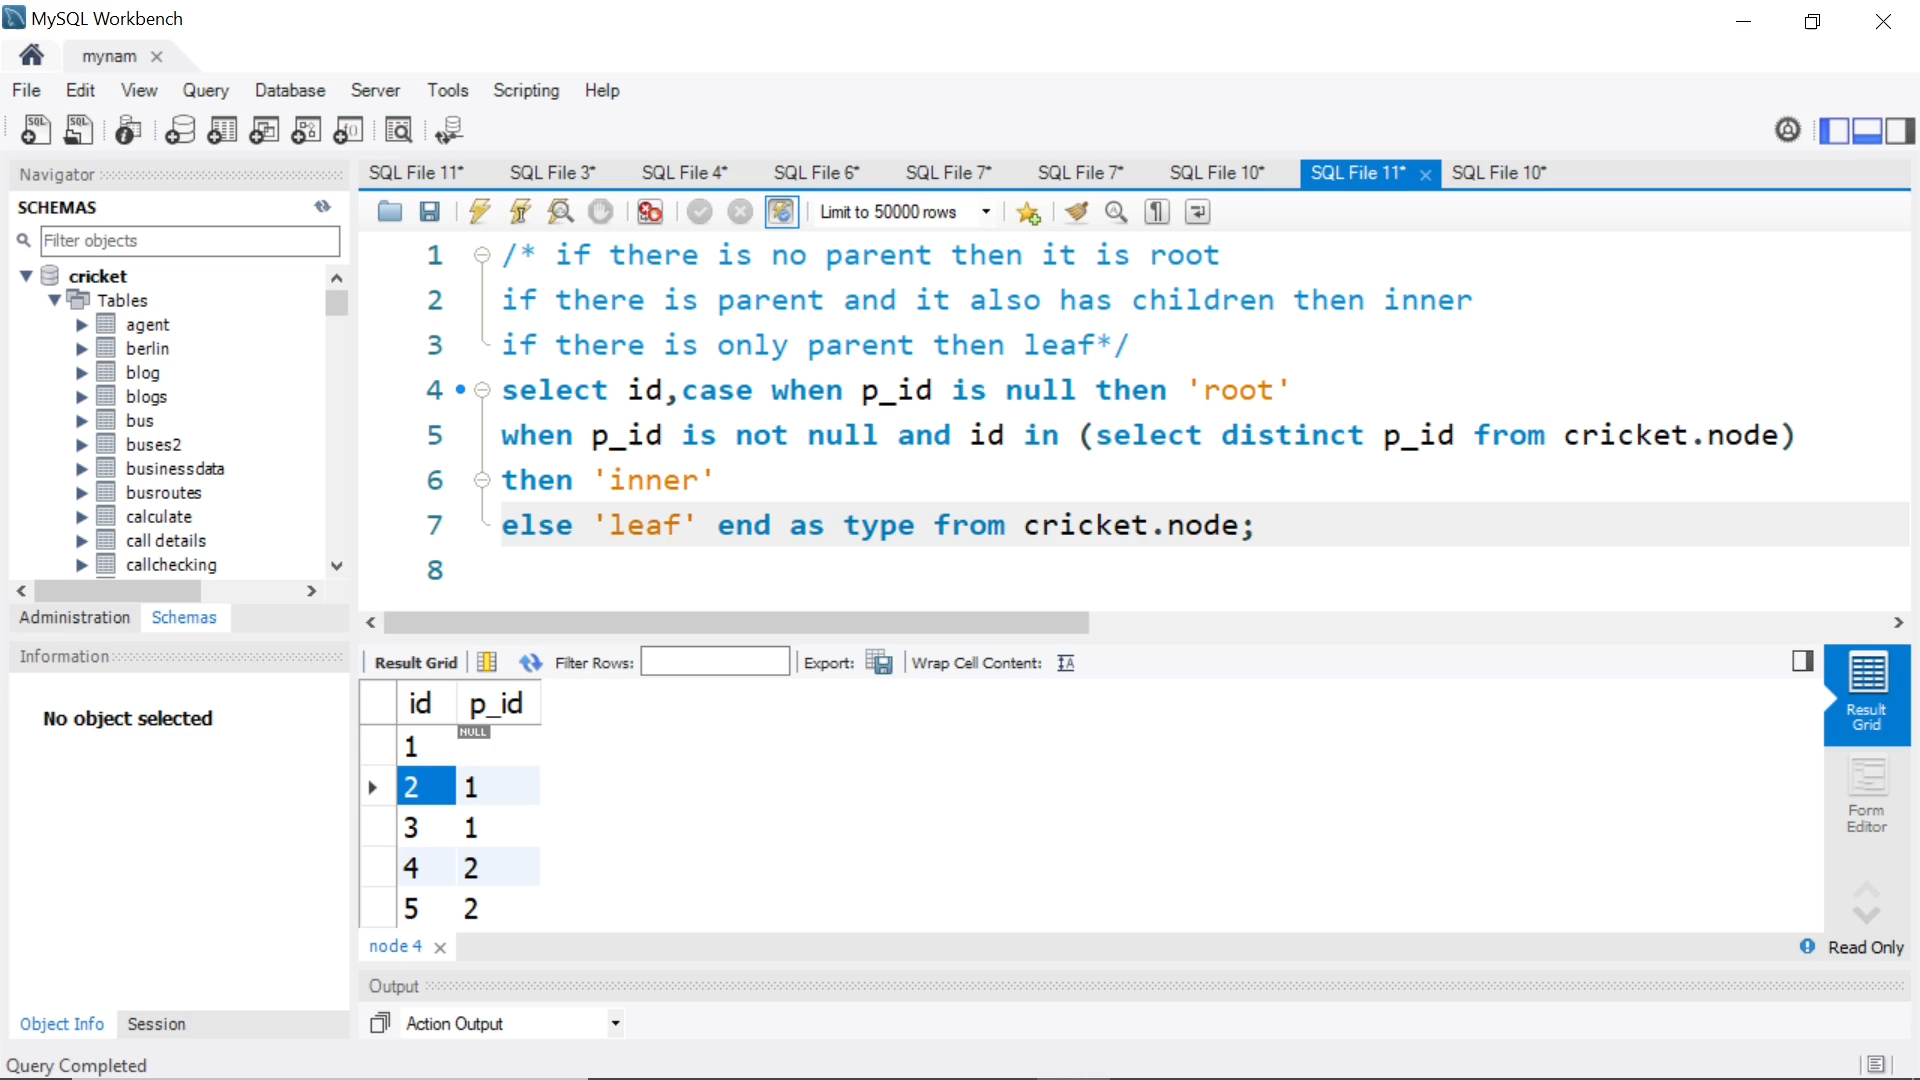 MySQL Workbench
mynam
File Edit View Query Database Server Tools Scripting Help
Navigator
SCHEMAS
Filter objects
cricket
Tables
agent
berlin
blog
blogs
bus
buses2
businessdata
busroutes
calculate
call details
callchecking
Administration Schemas
Information
No object selected
Object Info Session
SQL File 11* SQL File 3* SQL File 4* SQL File 6* SQL File 7* SQL File 7* SQL File 10* SQL File 11* SQL File 10*
Limit to 50000 rows
1 /* if there is no parent then it is root
2 if there is parent and it also has children then inner
3 if there is only parent then leaf*/
4 select id,case when p_id is null then 'root'
5 when p_id is not null and id in (select distinct p_id from cricket.node)
6 then 'inner'
7 else 'leaf' end as type from cricket.node;
8
Result Grid Filter Rows: Export: Wrap Cell Content:
id p_id
1 NULL
2 1
3 1
4 2
5 2
Result
Grid
Form
Editor
node 4
Read Only
Output
Action Output
Query Completed